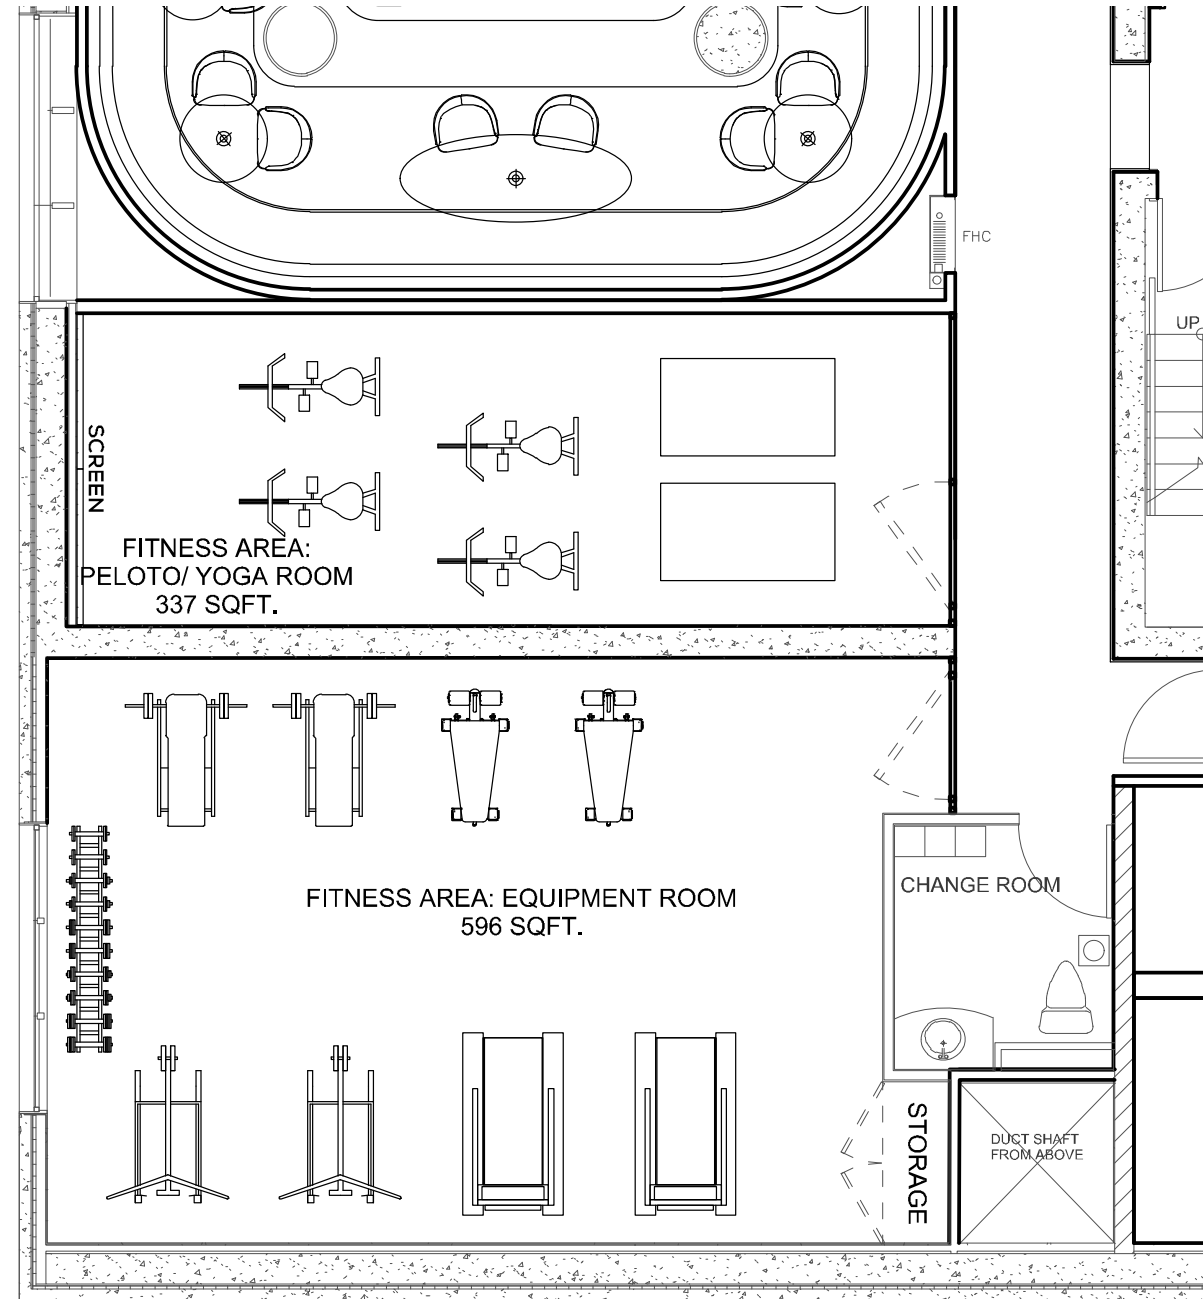 FHC
UP
SCREEN
FITNESS AREA:
PELOTO/ YOGA ROOM
337 SQFT.
FITNESS AREA: EQUIPMENT ROOM
596 SQFT.
CHANGE ROOM
STORAGE
DUCT SHAFT
FROM ABOVE